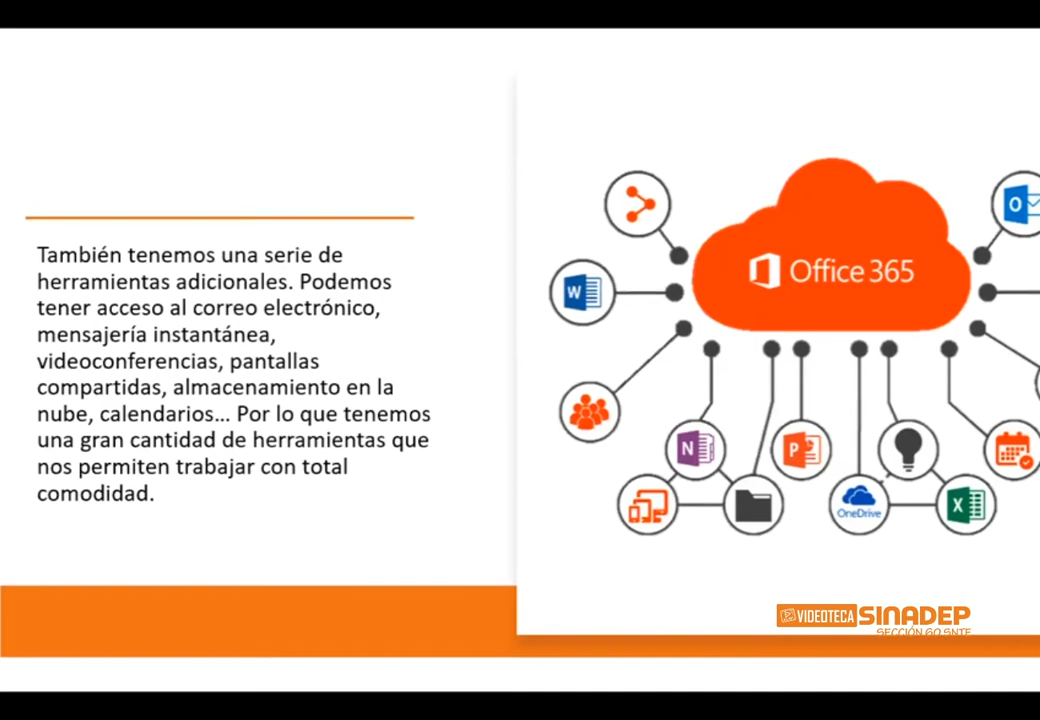 También tenemos una serie de
herramientas adicionales. Podemos
tener acceso al correo electrónico,
mensajería instantánea,
videoconferencias, pantallas
compartidas, almacenamiento en la
nube, calendarios... Por lo que tenemos
una gran cantidad de herramientas que
nos permiten trabajar con total
comodidad.
Office 365
O
W
N
P
OneDrive
X
VIDEOTECA SINADEP
SECCIÓN 60 SNTE